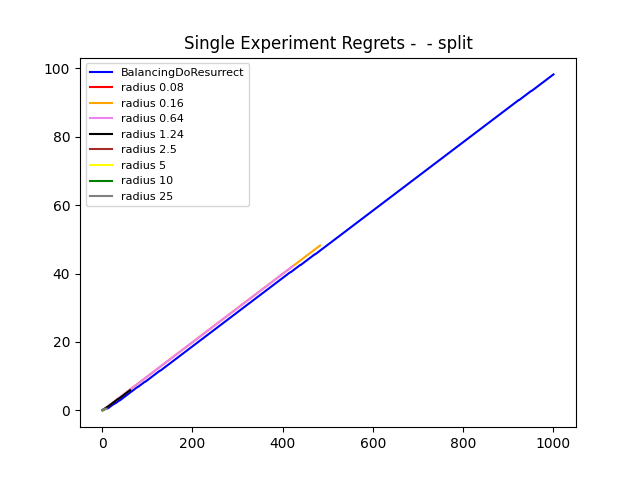 Single Experiment Regrets -  - split
100
80
60
40
20
0
BalancingDoResurrect
radius 0.08
radius 0.16
radius 0.64
radius 1.24
radius 2.5
radius 5
radius 10
radius 25
0 200 400 600 800 1000